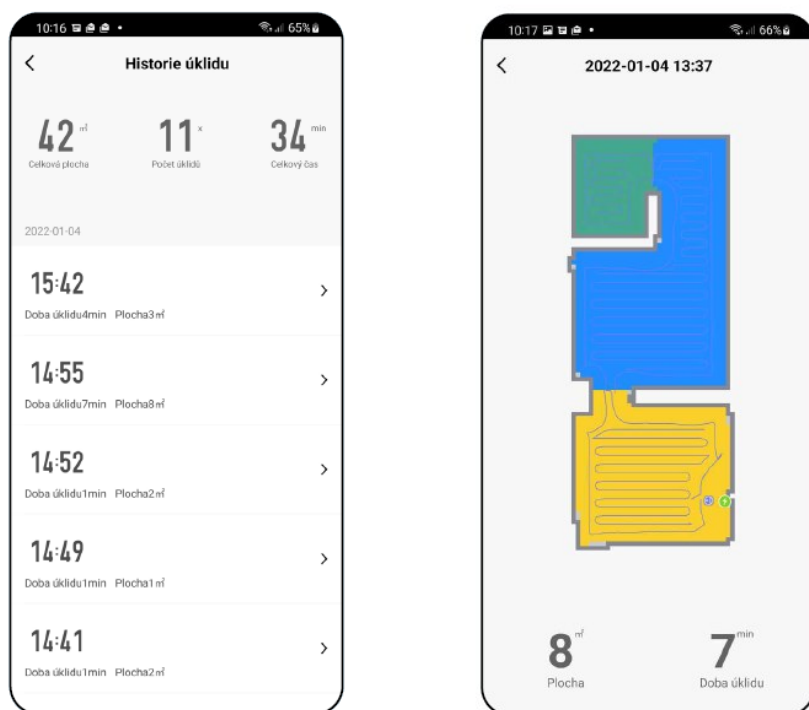 10:16
65%
Historie úklidu
42 ㎡ 11 x 34 min
Celková plocha Počet úklidů Celkový čas
2022-01-04
15:42
Doba úklidu4min Plocha3㎡
14:55
Doba úklidu7min Plocha8㎡
14:52
Doba úklidu1min Plocha2㎡
14:49
Doba úklidu1min Plocha1㎡
14:41
Doba úklidu1min Plocha2㎡
10:17
66%
2022-01-04 13:37
8 ㎡ 7 min
Plocha Doba úklidu